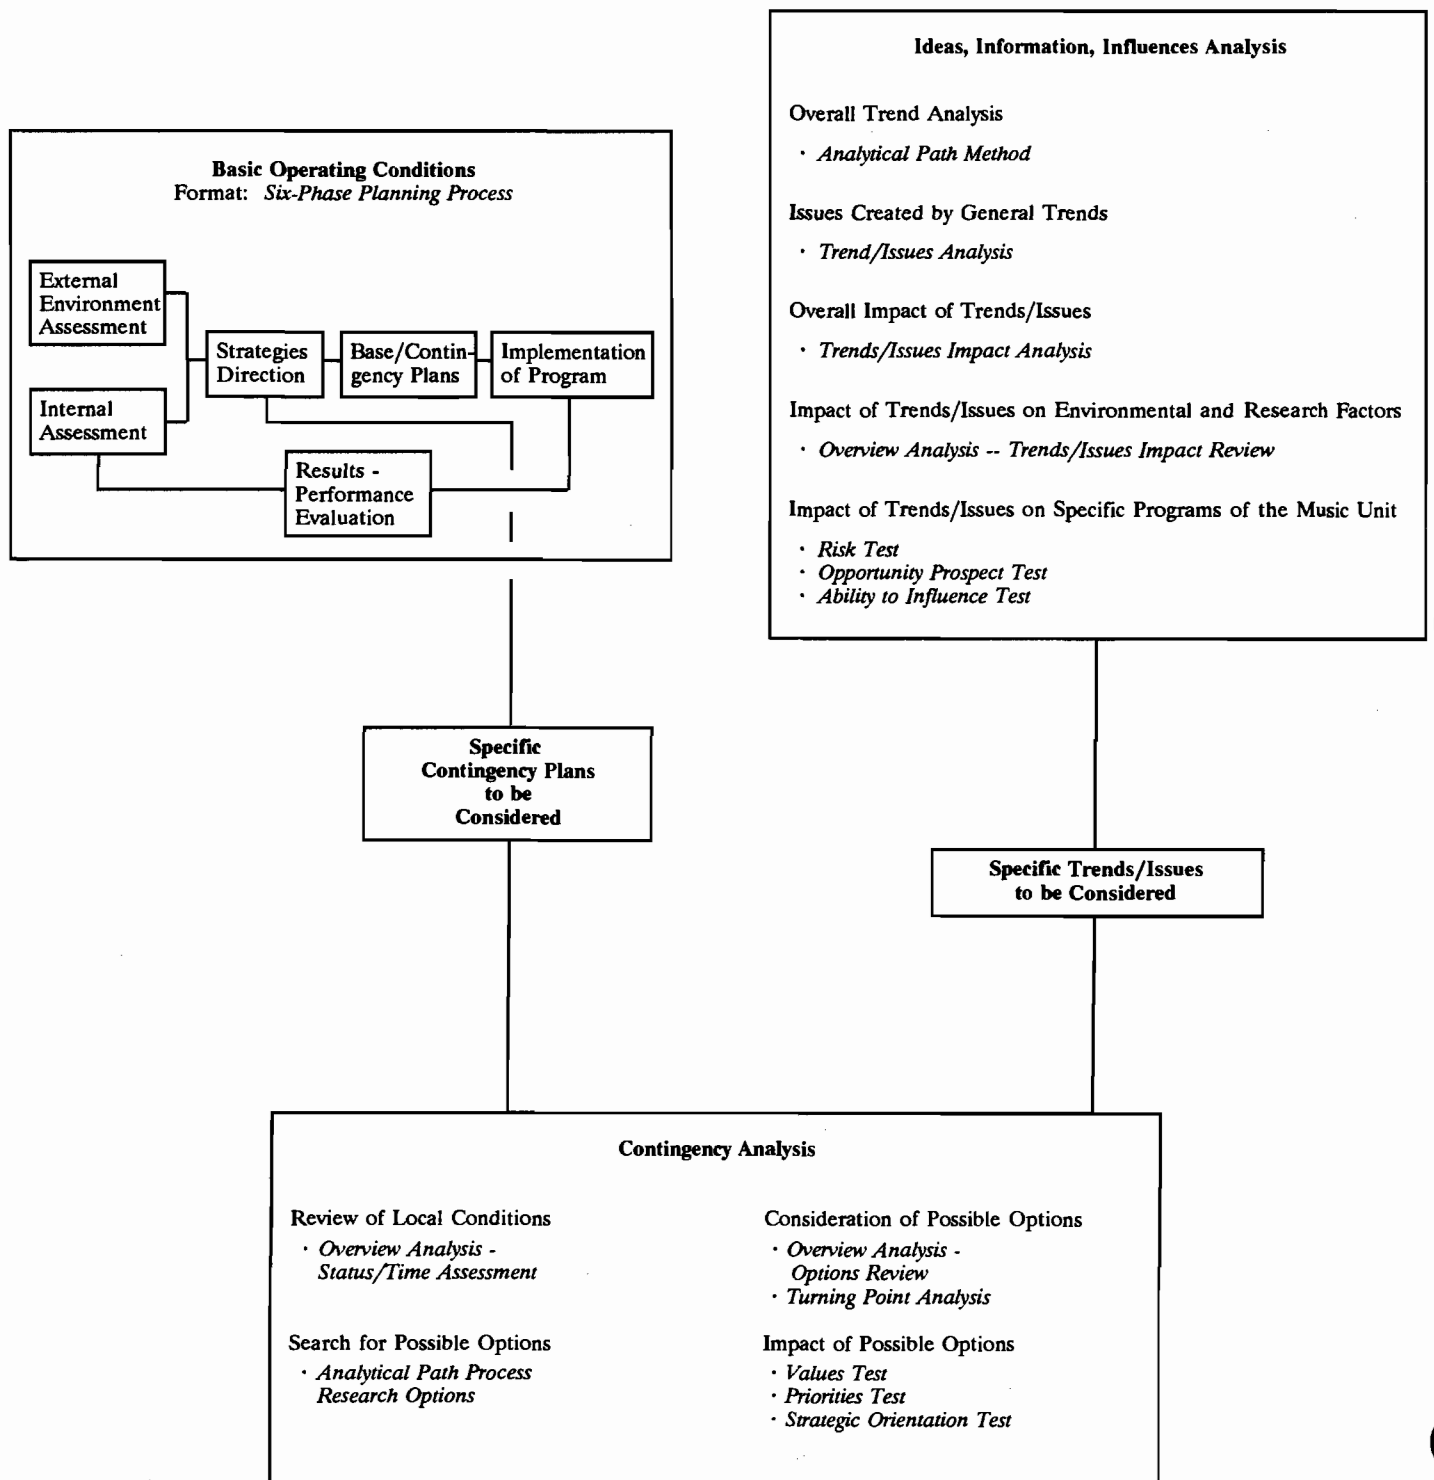 Basic Operating Conditions
Format: Six-Phase Planning Process
External
Environment
Assessment
Internal
Assessment
Strategies
Direction
Base/Contin-
gency Plans
Implementation
of Program
Results -
Performance
Evaluation
Ideas, Information, Influences Analysis
Overall Trend Analysis
· Analytical Path Method
Issues Created by General Trends
· Trend/Issues Analysis
Overall Impact of Trends/Issues
· Trends/Issues Impact Analysis
Impact of Trends/Issues on Environmental and Research Factors
· Overview Analysis -- Trends/Issues Impact Review
Impact of Trends/Issues on Specific Programs of the Music Unit
· Risk Test
· Opportunity Prospect Test
· Ability to Influence Test
Specific
Contingency Plans
to be
Considered
Specific Trends/Issues
to be Considered
Contingency Analysis
Review of Local Conditions
· Overview Analysis -
Status/Time Assessment
Search for Possible Options
· Analytical Path Process
Research Options
Consideration of Possible Options
· Overview Analysis -
Options Review
· Turning Point Analysis
Impact of Possible Options
· Values Test
· Priorities Test
· Strategic Orientation Test